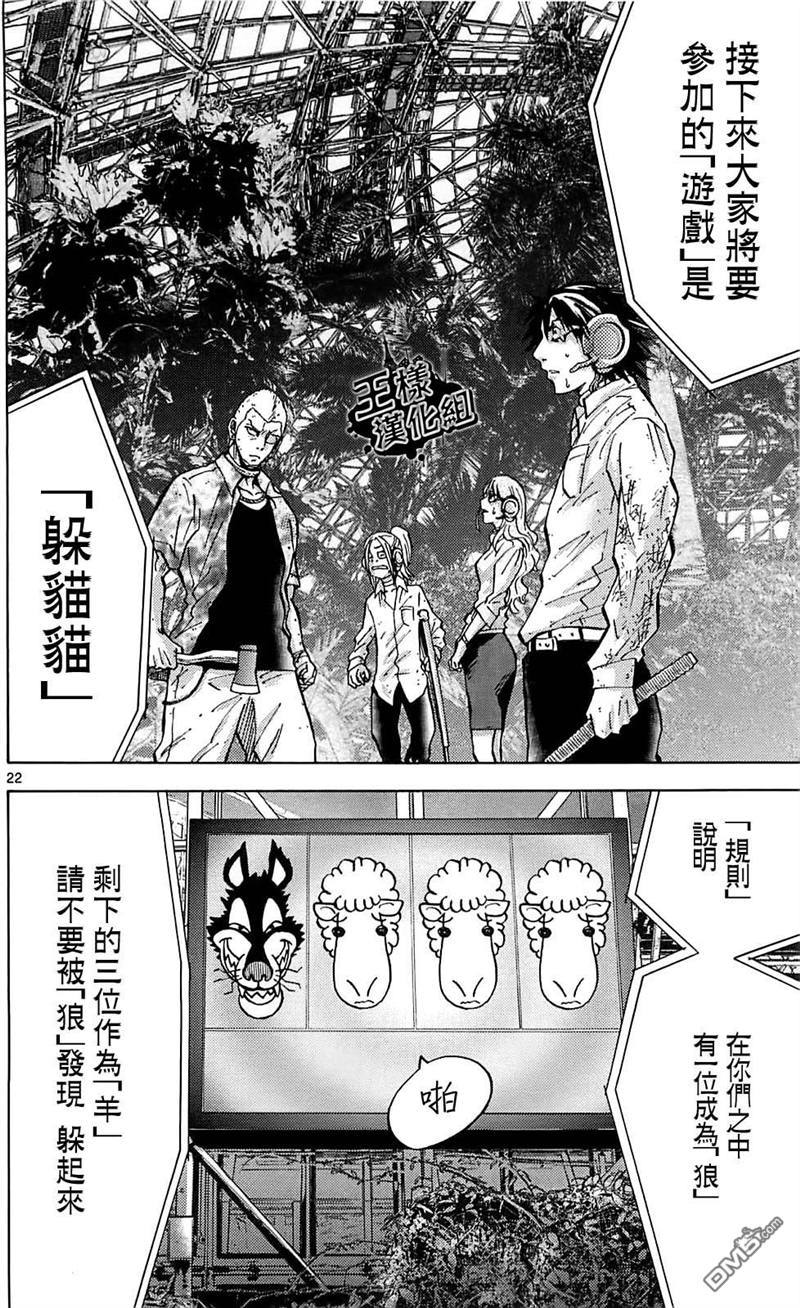 接下來大家將要
參加的「遊戲」是
王樣
漢化組
「躲貓貓」
22
「規則」
說明
在你們之中
有一位成為「狼」
啪
剩下的三位作為「羊」
請不要被「狼」發現 躲起來
DM5.com